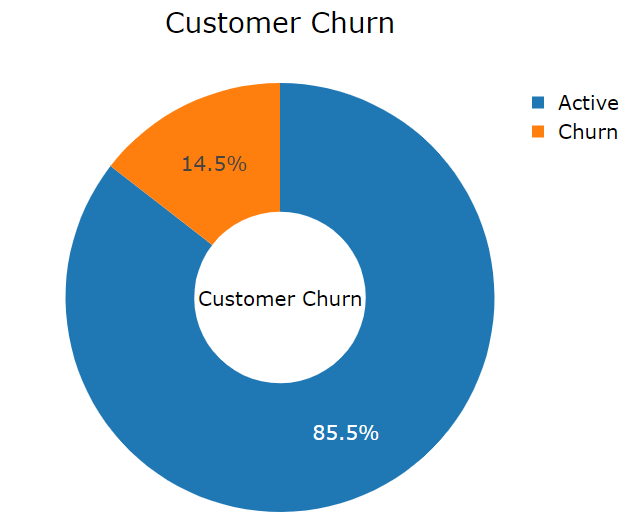 Customer Churn
Active
Churn
14.5%
Customer Churn
85.5%